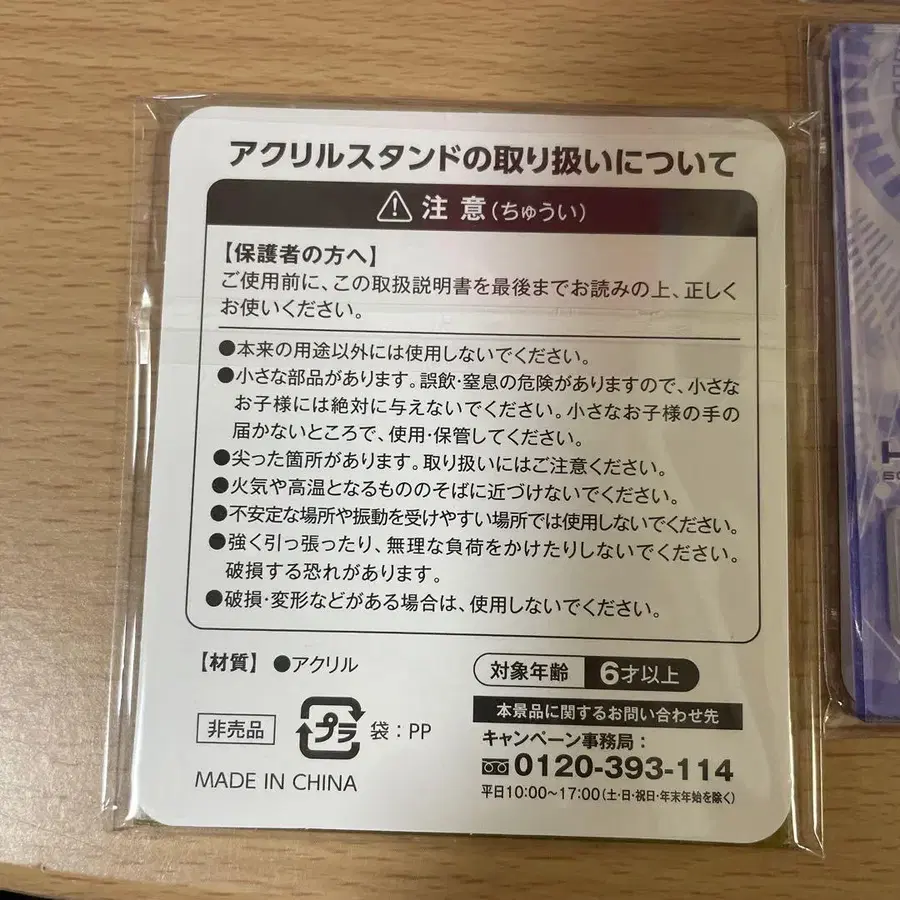 アクリルスタンドの取り扱いについて
注 意(ちゅうい)
【保護者の方へ】
ご使用前に、この取扱説明書を最後までお読みの上、正しく
お使いください。
●本来の用途以外には使用しないでください。
●小さな部品があります。誤飲・窒息の危険がありますので、小さな
お子様には絶対に与えないでください。小さなお子様の手の
届かないところで、使用・保管してください。
●尖った箇所があります。取り扱いにはご注意ください。
●火気や高温となるもののそばに近づけないでください。
●不安定な場所や振動を受けやすい場所では使用しないでください。
●強く引っ張ったり、無理な負荷をかけたりしないでください。
破損する恐れがあります。
●破損・変形などがある場合は、使用しないでください。
【材質】 ●アクリル
対象年齢 6才以上
非売品
プラ 袋:PP
MADE IN CHINA
本景品に関するお問い合わせ先
キャンペーン事務局:
0120-393-114
平日10:00~17:00(土・日・祝日・年末年始を除く)